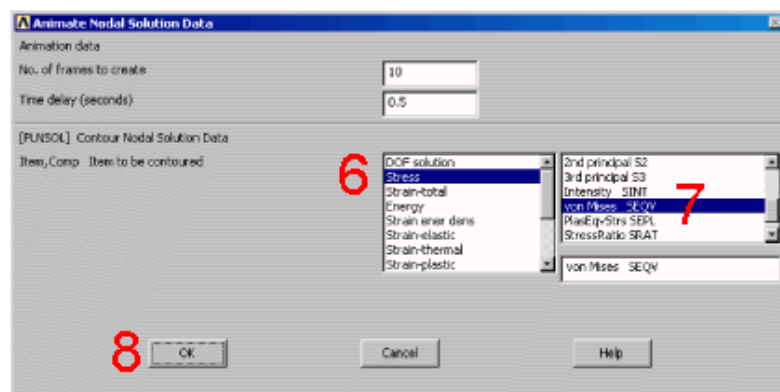 Animate Nodal Solution Data
Animation data
No. of frames to create 10
Time delay (seconds) 0.5
[PLNSOL] Contour Nodal Solution Data
Item,Comp Item to be contoured
6
DOF solution
Stress
Strain-total
Energy
Strain ener dens
Strain-elastic
Strain-thermal
Strain-plastic
2nd principal S2
3rd principal S3
Intensity SINT
von Mises SEQV
PlasEqvStrs SEPL
StressRatio SRAT
7
von Mises SEQV
8
OK Cancel Help